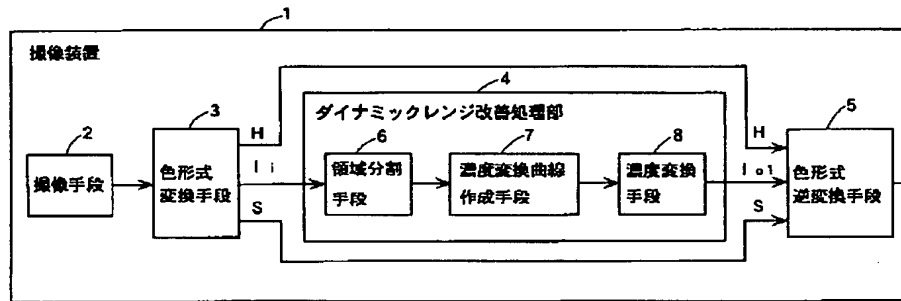 1
撮像装置
2
撮像手段
3
色形式
変換手段
H
I i
S
4
ダイナミックレンジ改善処理部
6
領域分割
手段
7
濃度変換曲線
作成手段
8
濃度変換
手段
H
I o1
S
5
色形式
逆変換手段